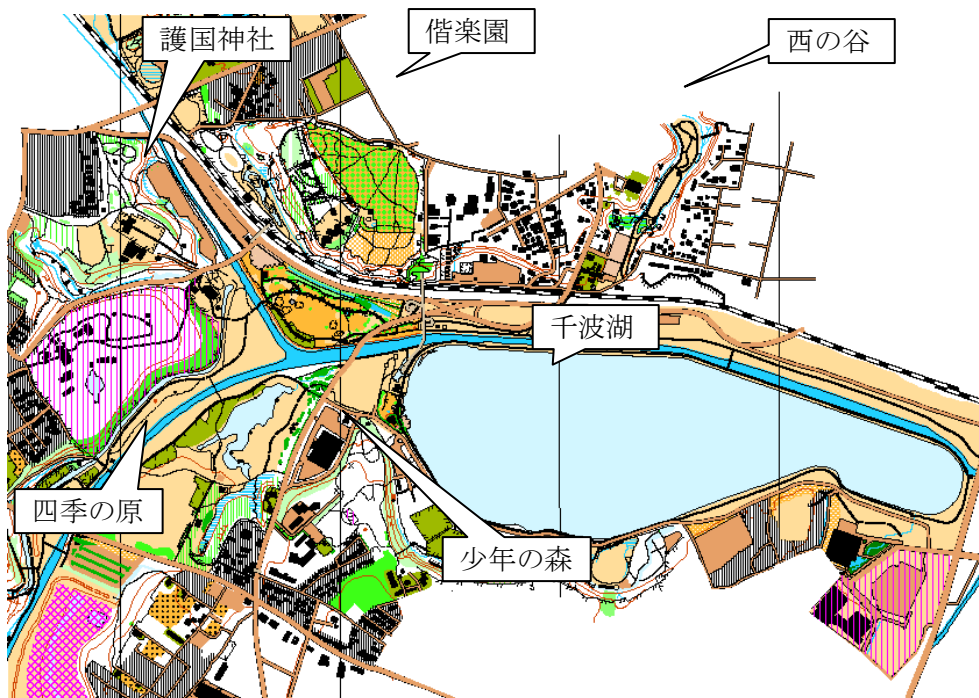 護国神社
偕楽園
西の谷
千波湖
四季の原
少年の森